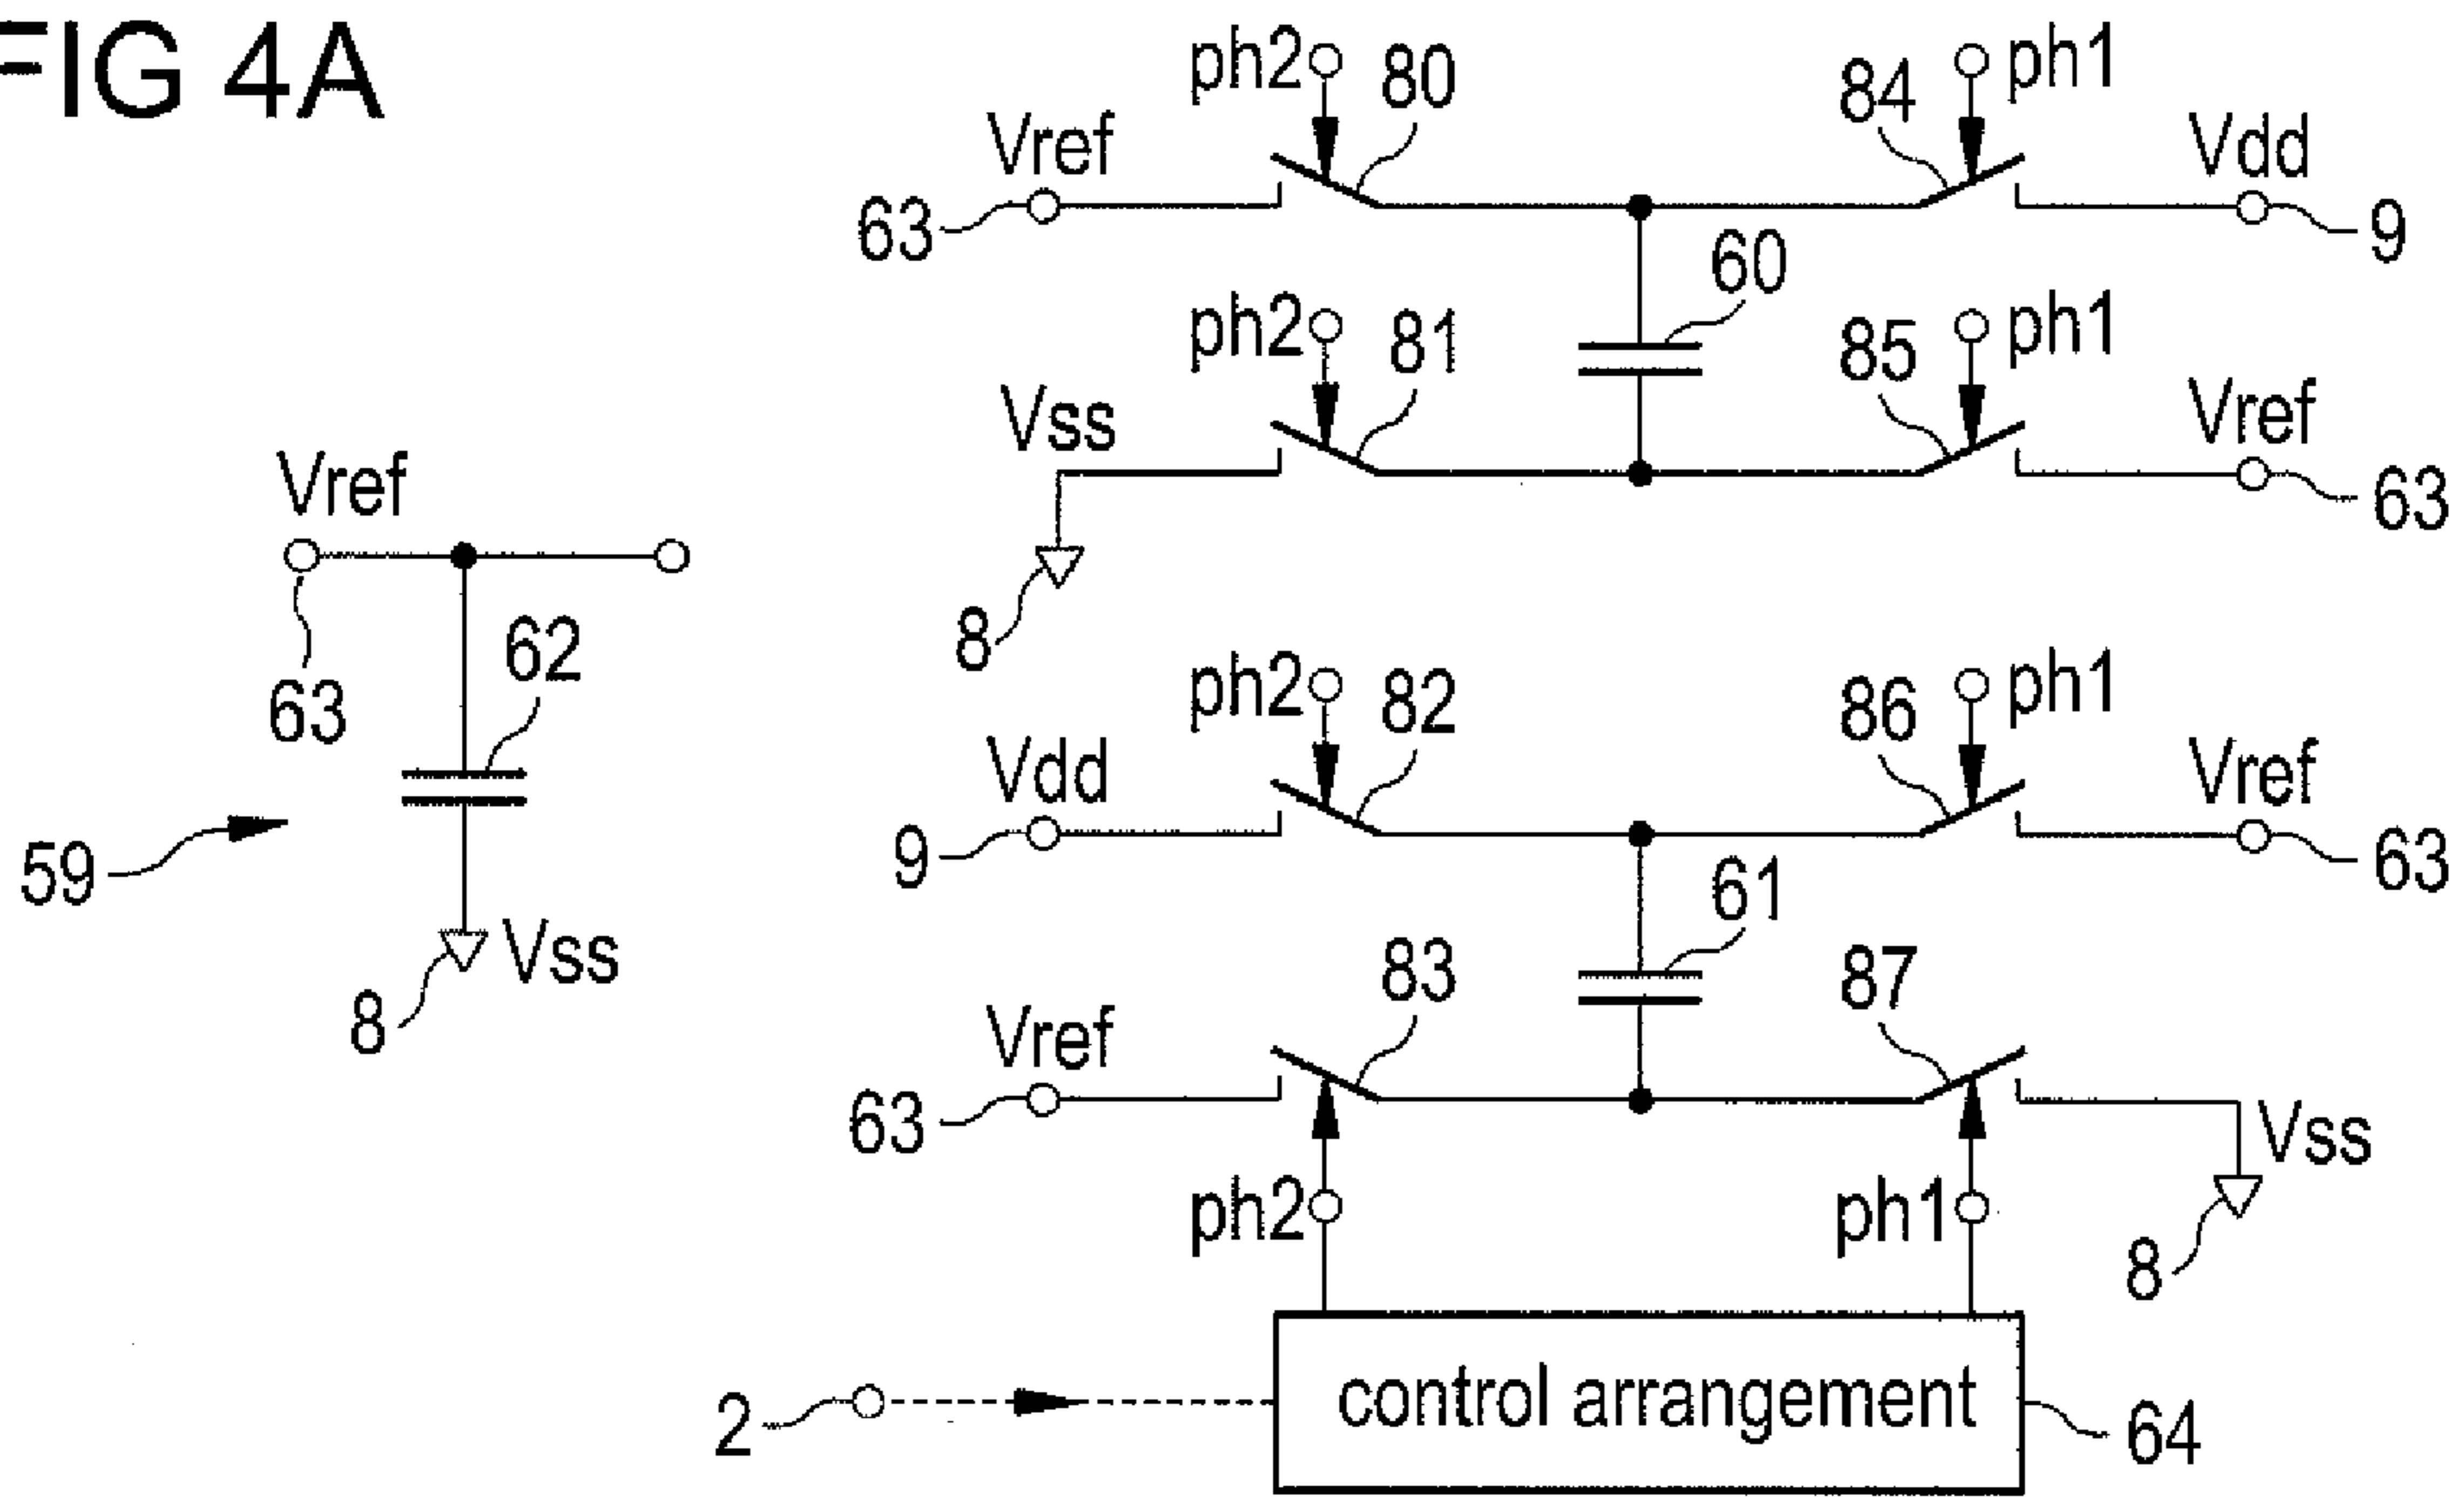 FIG 4A
ph2 80 84 ph1
Vref Vdd
63 9
60
ph2 81 85 ph1
Vss Vref
63
8
Vref
63
62
59
Vss
8
ph2 82 86 ph1
Vdd Vref
9 63
61
83 87
Vref
63
Vss
ph2 ph1
8
2
control arrangement
64